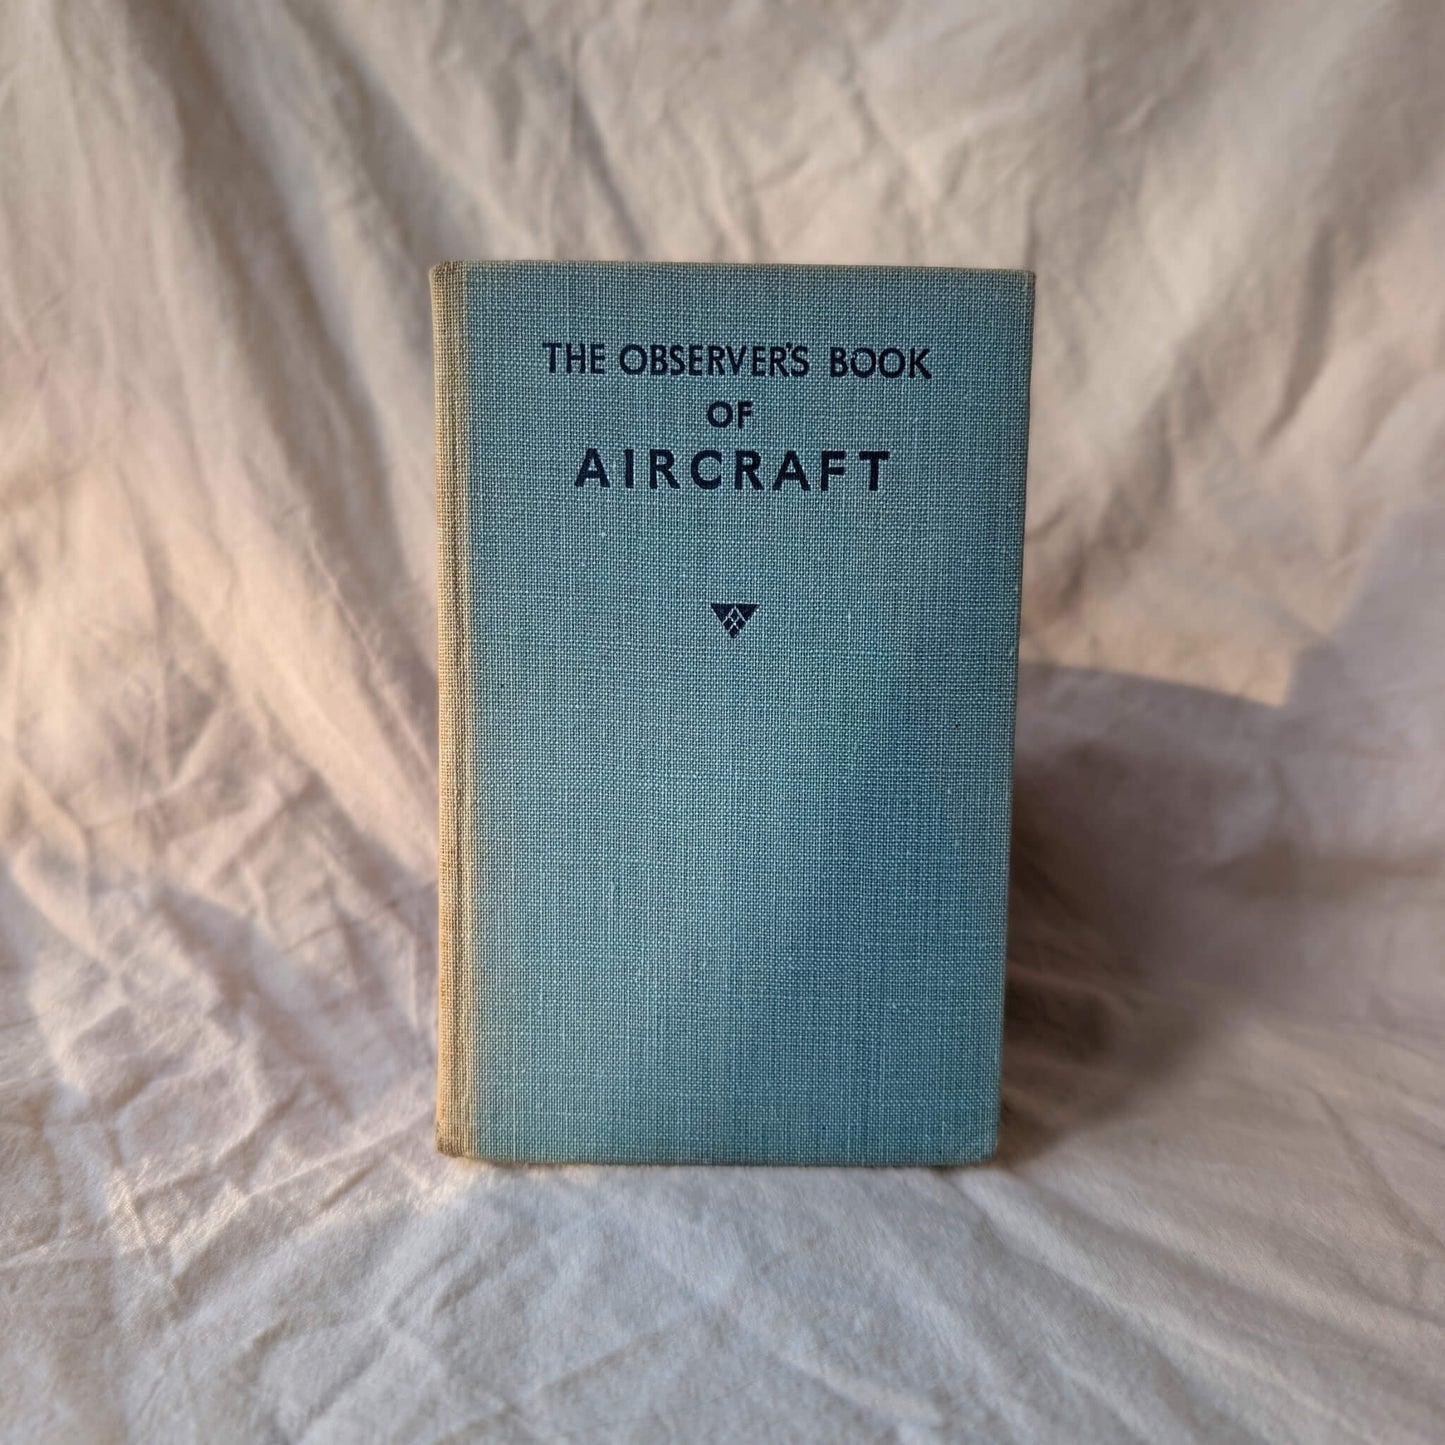 THE OBSERVER'S BOOK
OF
AIRCRAFT